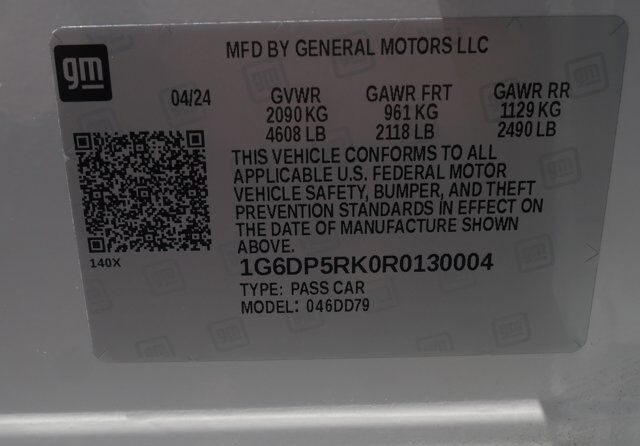 gm
MFD BY GENERAL MOTORS LLC
04/24
GVWR
2090 KG
4608 LB
GAWR FRT
961 KG
2118 LB
GAWR RR
1129 KG
2490 LB
THIS VEHICLE CONFORMS TO ALL
APPLICABLE U.S. FEDERAL MOTOR
VEHICLE SAFETY, BUMPER, AND THEFT
PREVENTION STANDARDS IN EFFECT ON
THE DATE OF MANUFACTURE SHOWN
ABOVE.
140X
1G6DP5RK0R0130004
TYPE: PASS CAR
MODEL: 046DD79